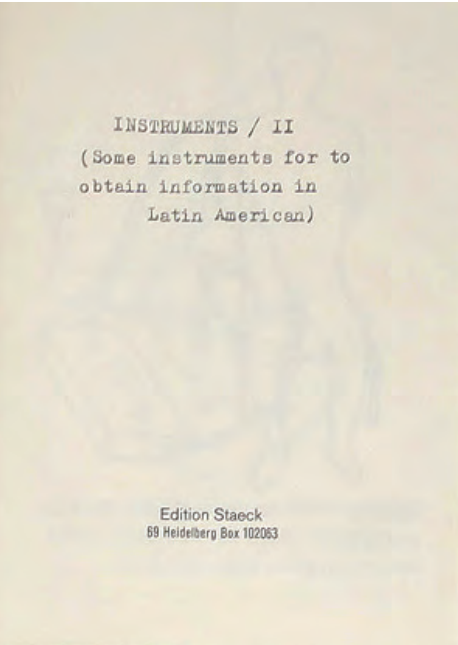 INSTRUMENTS / II
(Some instruments for to
obtain information in
Latin American)
Edition Staeck
69 Heidelberg Box 102063